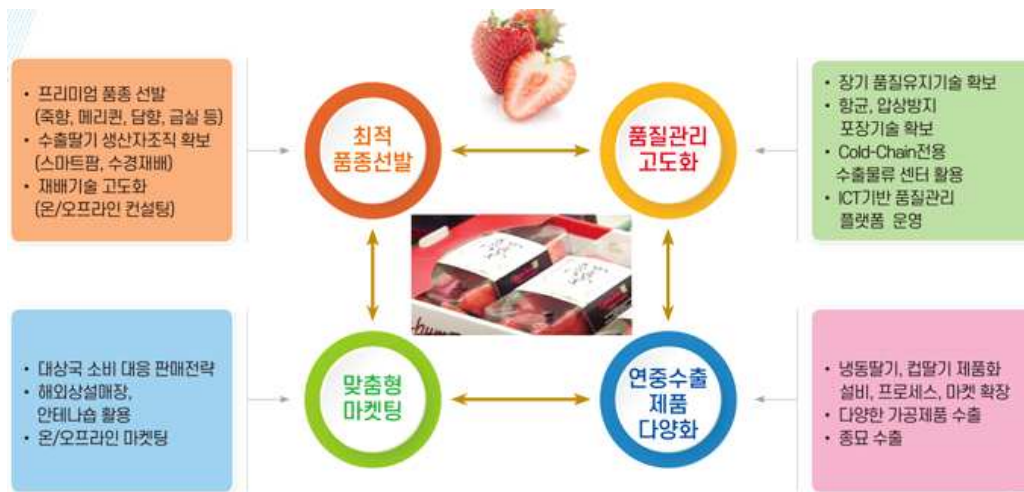 • 프리미엄 품종 선발
(죽향, 메리퀸, 담향, 금실 등)
• 수출딸기 생산자조직 확보
(스마트팜, 수경재배)
• 재배기술 고도화
(온/오프라인 컨설팅)
최적
품종선발
품질관리
고도화
• 장기 품질유지기술 확보
• 항균, 압상방지
포장기술 확보
• Cold-Chain전용
수출물류 센터 활용
• ICT기반 품질관리
플랫폼 운영
• 대상국 소비 대응 판매전략
• 해외상설매장,
안테나숍 활용
• 온/오프라인 마켓팅
맞춤형
마켓팅
연중수출
제품
다양화
• 냉동딸기, 컵딸기 제품화
설비, 프로세스, 마켓 확장
• 다양한 가공제품 수출
• 종묘 수출